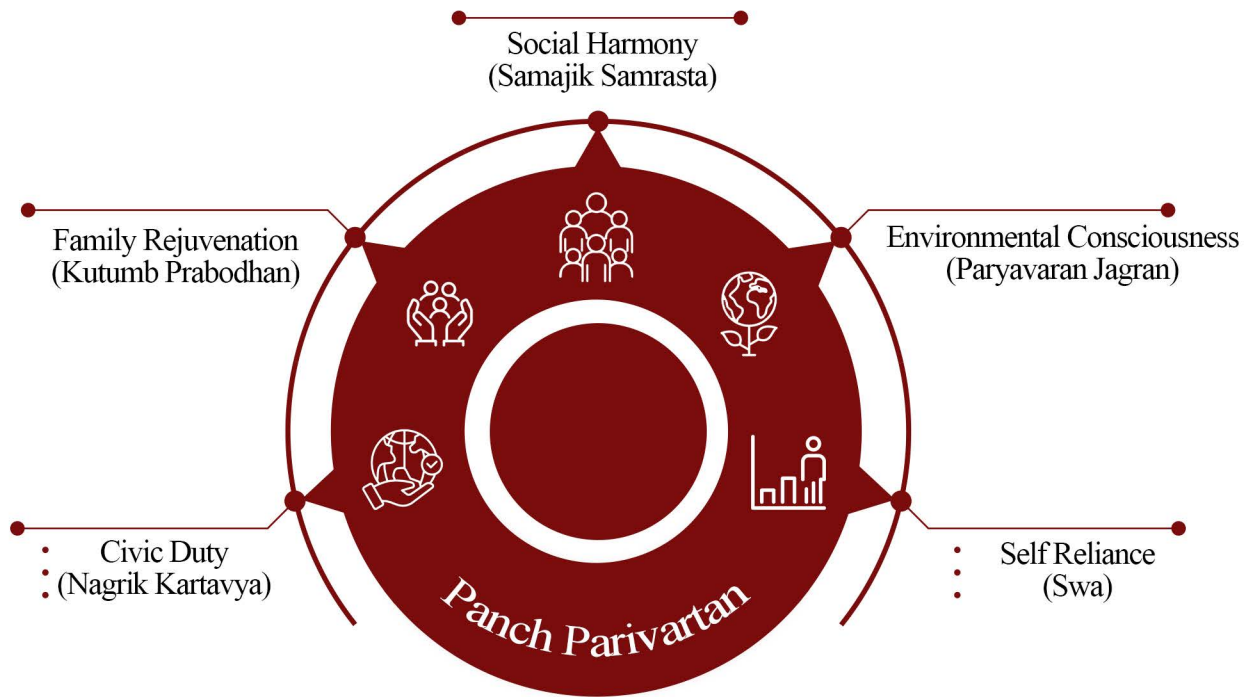 Social Harmony
(Samajik Samrasta)
Family Rejuvenation
(Kutumb Prabodhan)
Environmental Consciousness
(Paryavaran Jagran)
Civic Duty
(Nagrik Kartavya)
Self Reliance
(Swa)
Panch Parivartan